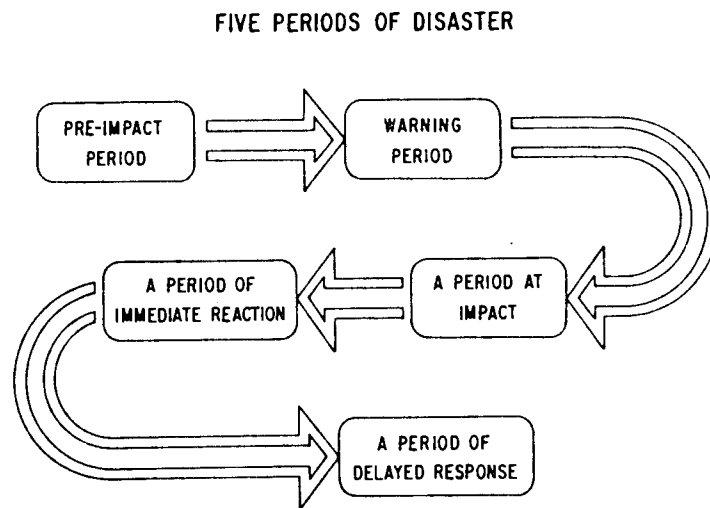 FIVE PERIODS OF DISASTER
PRE-IMPACT
PERIOD
WARNING
PERIOD
A PERIOD AT
IMPACT
A PERIOD OF
IMMEDIATE REACTION
A PERIOD OF
DELAYED RESPONSE